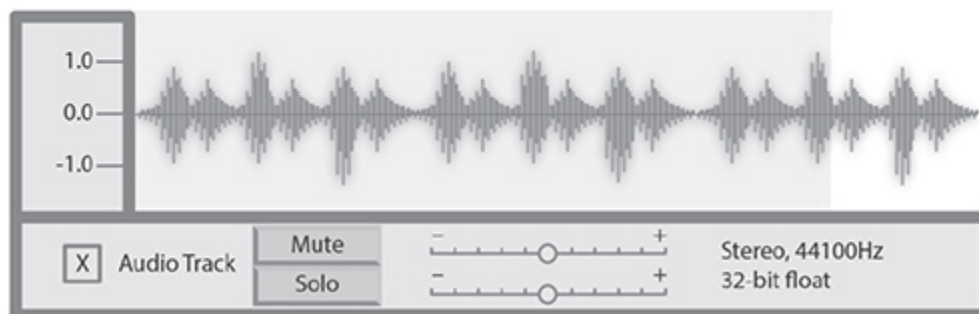 1.0
0.0
-1.0
X
Audio Track
Mute
Solo
− +
− +
Stereo, 44100Hz
32-bit float